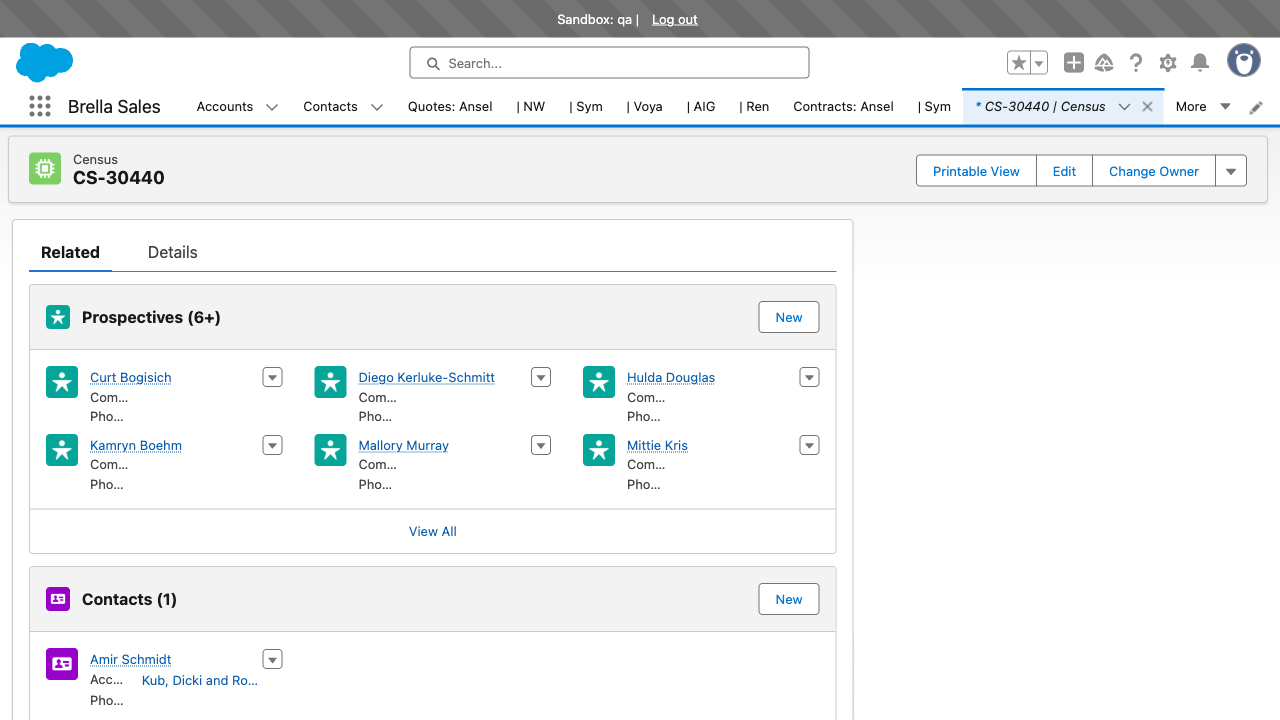 Sandbox: qa | Log out
Search...
Brella Sales
Accounts
Contacts
Quotes: Ansel
| NW
| Sym
| Voya
| AIG
| Ren
Contracts: Ansel
| Sym
* CS-30440 | Census
More
Census
CS-30440
Printable View
Edit
Change Owner
Related
Details
Prospectives (6+)
New
Curt Bogisich
Com...
Pho...
Diego Kerluke-Schmitt
Com...
Pho...
Hulda Douglas
Com...
Pho...
Kamryn Boehm
Com...
Pho...
Mallory Murray
Com...
Pho...
Mittie Kris
Com...
Pho...
View All
Contacts (1)
New
Amir Schmidt
Acc... Kub, Dicki and Ro...
Pho...